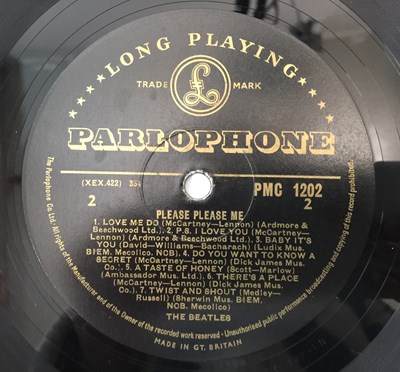 LONG PLAYING
TRADE MARK
£
PARLOPHONE
(XEX.422) 33⅓
PMC 1202
2
2
PLEASE PLEASE ME
1. LOVE ME DO (McCartney—Lennon) (Ardmore &
Beechwood Ltd.) 2. P.S. I LOVE YOU (McCartney—
Lennon) (Ardmore & Beechwood Ltd.) 3. BABY IT'S
YOU (David—Williams—Bacharach) (Ludix Mus.
BIEM. Mecolico, NCB). 4. DO YOU WANT TO KNOW A
SECRET (McCartney—Lennon) (Dick James Mus.
Co.) 5. A TASTE OF HONEY (Scott—Marlow)
(Ambassador Mus. Ltd.) 6. THERE'S A PLACE
(McCartney—Lennon) (Dick James Mus.
Co.). 7. TWIST AND SHOUT (Medley—
Russell) (Sherwin Mus. BIEM.
NCB. Mecolico)
THE BEATLES
The Parlophone Co. Ltd. All rights of the Manufacturer and of the Owner of the recorded work reserved · Unauthorised public performance broadcasting and copying of this record prohibited.
MADE IN GT. BRITAIN